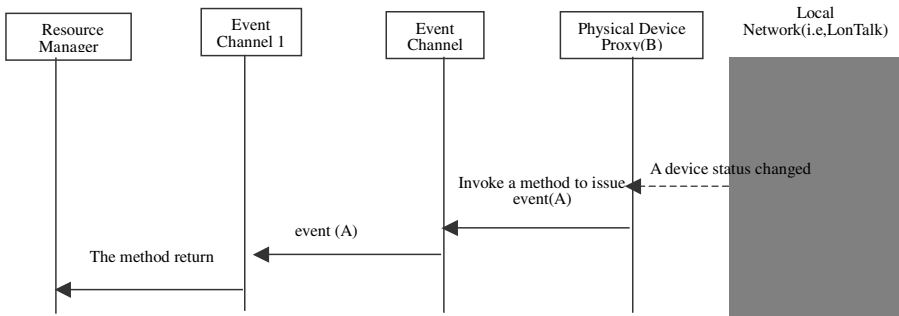 Resource
Manager
Event
Channel 1
Event
Channel
Physical Device
Proxy(B)
Local
Network(i.e,LonTalk)
A device status changed
Invoke a method to issue
event(A)
event (A)
The method return